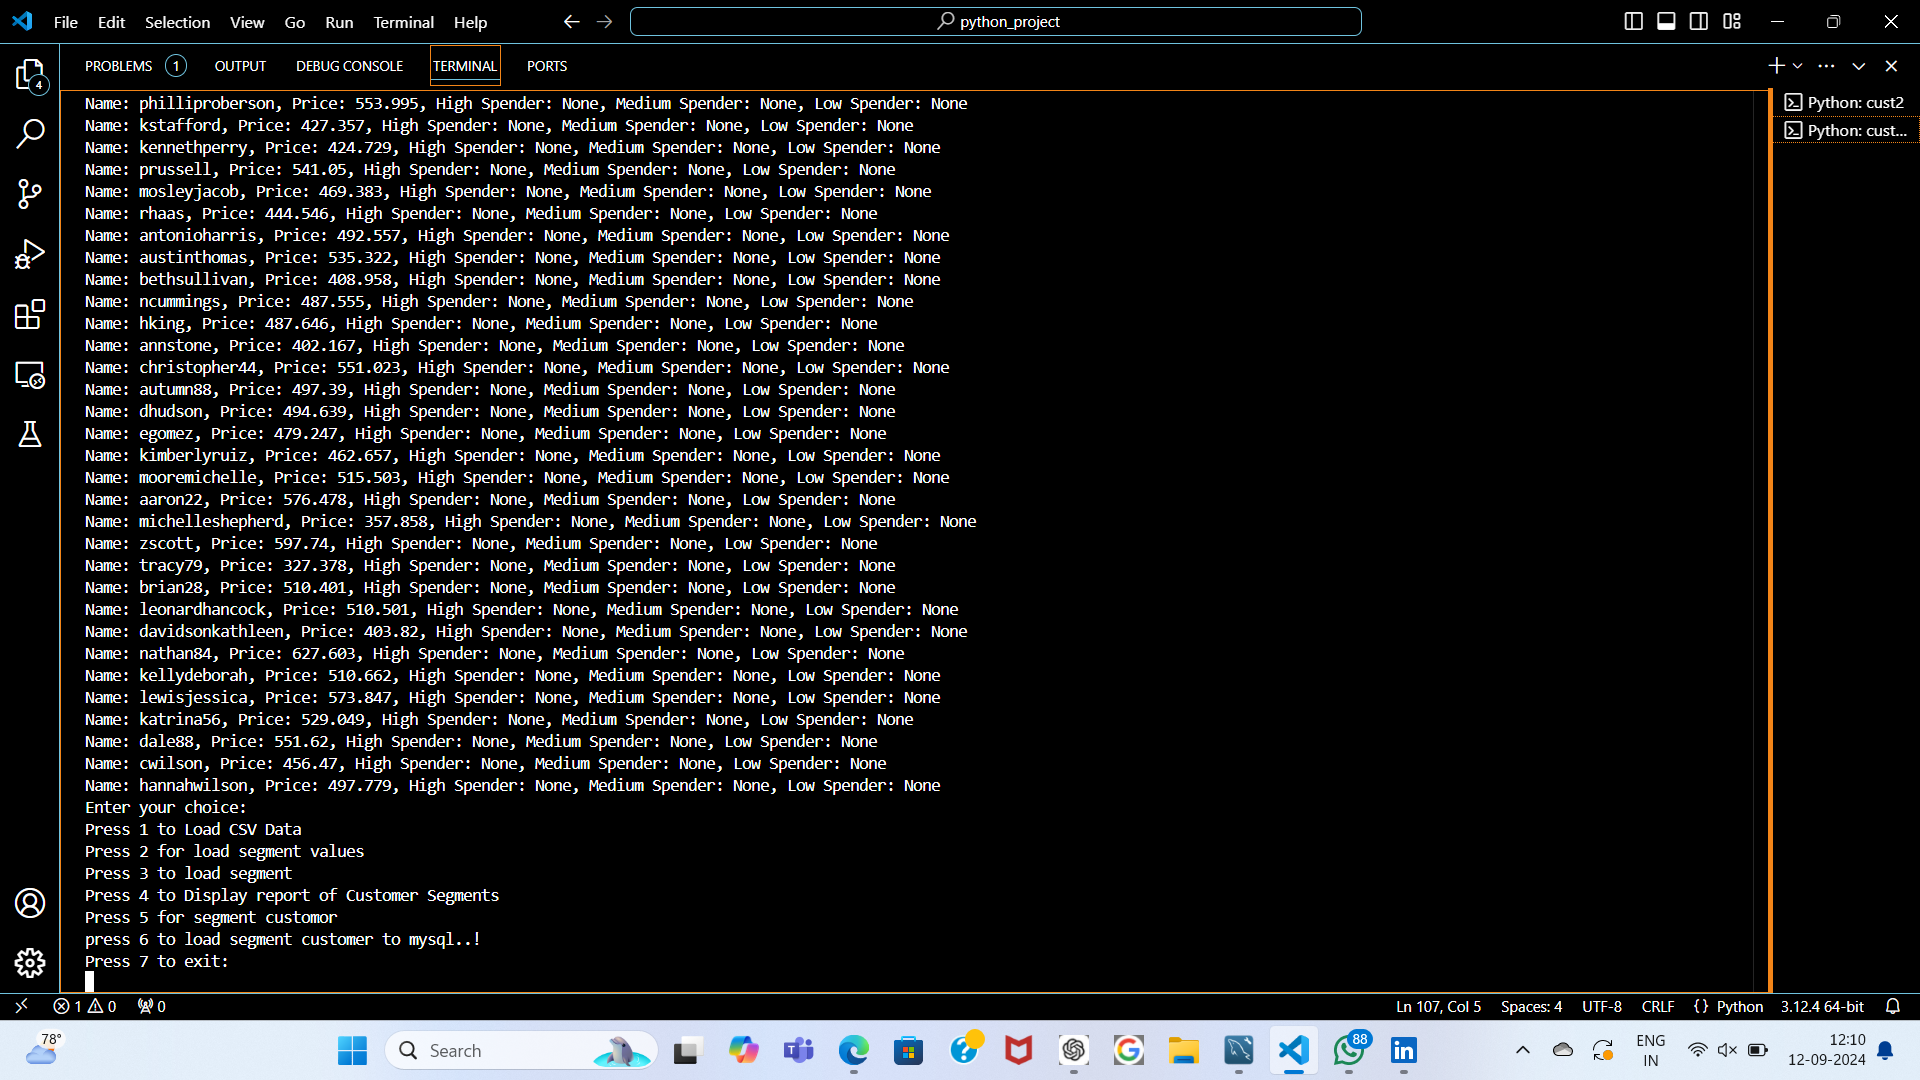 File Edit Selection View Go Run Terminal Help python_project
PROBLEMS 1 OUTPUT DEBUG CONSOLE TERMINAL PORTS
4
Name: philliproberson, Price: 553.995, High Spender: None, Medium Spender: None, Low Spender: None
Name: kstafford, Price: 427.357, High Spender: None, Medium Spender: None, Low Spender: None
Name: kennethperry, Price: 424.729, High Spender: None, Medium Spender: None, Low Spender: None
Name: prussell, Price: 541.05, High Spender: None, Medium Spender: None, Low Spender: None
Name: mosleyjacob, Price: 469.383, High Spender: None, Medium Spender: None, Low Spender: None
Name: rhaas, Price: 444.546, High Spender: None, Medium Spender: None, Low Spender: None
Name: antonioharris, Price: 492.557, High Spender: None, Medium Spender: None, Low Spender: None
Name: austinthomas, Price: 535.322, High Spender: None, Medium Spender: None, Low Spender: None
Name: bethsullivan, Price: 408.958, High Spender: None, Medium Spender: None, Low Spender: None
Name: ncummings, Price: 487.555, High Spender: None, Medium Spender: None, Low Spender: None
Name: hking, Price: 487.646, High Spender: None, Medium Spender: None, Low Spender: None
Name: annstone, Price: 402.167, High Spender: None, Medium Spender: None, Low Spender: None
Name: christopher44, Price: 551.023, High Spender: None, Medium Spender: None, Low Spender: None
Name: autumn88, Price: 497.39, High Spender: None, Medium Spender: None, Low Spender: None
Name: dhudson, Price: 494.639, High Spender: None, Medium Spender: None, Low Spender: None
Name: egomez, Price: 479.247, High Spender: None, Medium Spender: None, Low Spender: None
Name: kimberlyruiz, Price: 462.657, High Spender: None, Medium Spender: None, Low Spender: None
Name: mooremichelle, Price: 515.503, High Spender: None, Medium Spender: None, Low Spender: None
Name: aaron22, Price: 576.478, High Spender: None, Medium Spender: None, Low Spender: None
Name: michelleshepherd, Price: 357.858, High Spender: None, Medium Spender: None, Low Spender: None
Name: zscott, Price: 597.74, High Spender: None, Medium Spender: None, Low Spender: None
Name: tracy79, Price: 327.378, High Spender: None, Medium Spender: None, Low Spender: None
Name: brian28, Price: 510.401, High Spender: None, Medium Spender: None, Low Spender: None
Name: leonardhancock, Price: 510.501, High Spender: None, Medium Spender: None, Low Spender: None
Name: davidsonkathleen, Price: 403.82, High Spender: None, Medium Spender: None, Low Spender: None
Name: nathan84, Price: 627.603, High Spender: None, Medium Spender: None, Low Spender: None
Name: kellydeborah, Price: 510.662, High Spender: None, Medium Spender: None, Low Spender: None
Name: lewisjessica, Price: 573.847, High Spender: None, Medium Spender: None, Low Spender: None
Name: katrina56, Price: 529.049, High Spender: None, Medium Spender: None, Low Spender: None
Name: dale88, Price: 551.62, High Spender: None, Medium Spender: None, Low Spender: None
Name: cwilson, Price: 456.47, High Spender: None, Medium Spender: None, Low Spender: None
Name: hannahwilson, Price: 497.779, High Spender: None, Medium Spender: None, Low Spender: None
Enter your choice:
Press 1 to Load CSV Data
Press 2 for load segment values
Press 3 to load segment
Press 4 to Display report of Customer Segments
Press 5 for segment customor
press 6 to load segment customer to mysql..!
Press 7 to exit:
Python: cust2
Python: cust...
1 0 0 Ln 107, Col 5 Spaces: 4 UTF-8 CRLF {} Python 3.12.4 64-bit
78°
Search
88
ENG
IN
12:10
12-09-2024